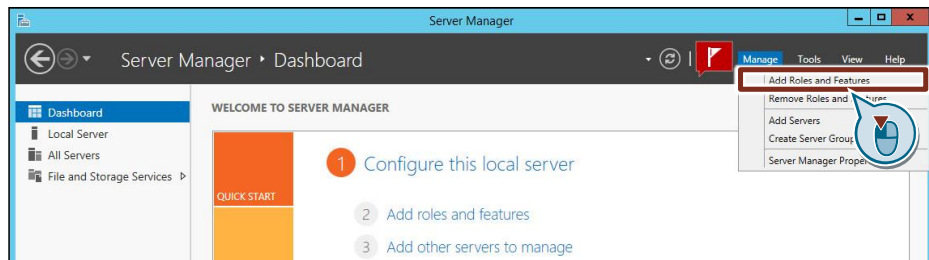 Server Manager
Server Manager • Dashboard
Manage Tools View Help
Add Roles and Features
Remove Roles and
Add Servers
Create Server Group
Server Manager
Dashboard
Local Server
All Servers
File and Storage Services
WELCOME TO SERVER MANAGER
QUICK START
1 Configure this local server
2 Add roles and features
3 Add other servers to manage